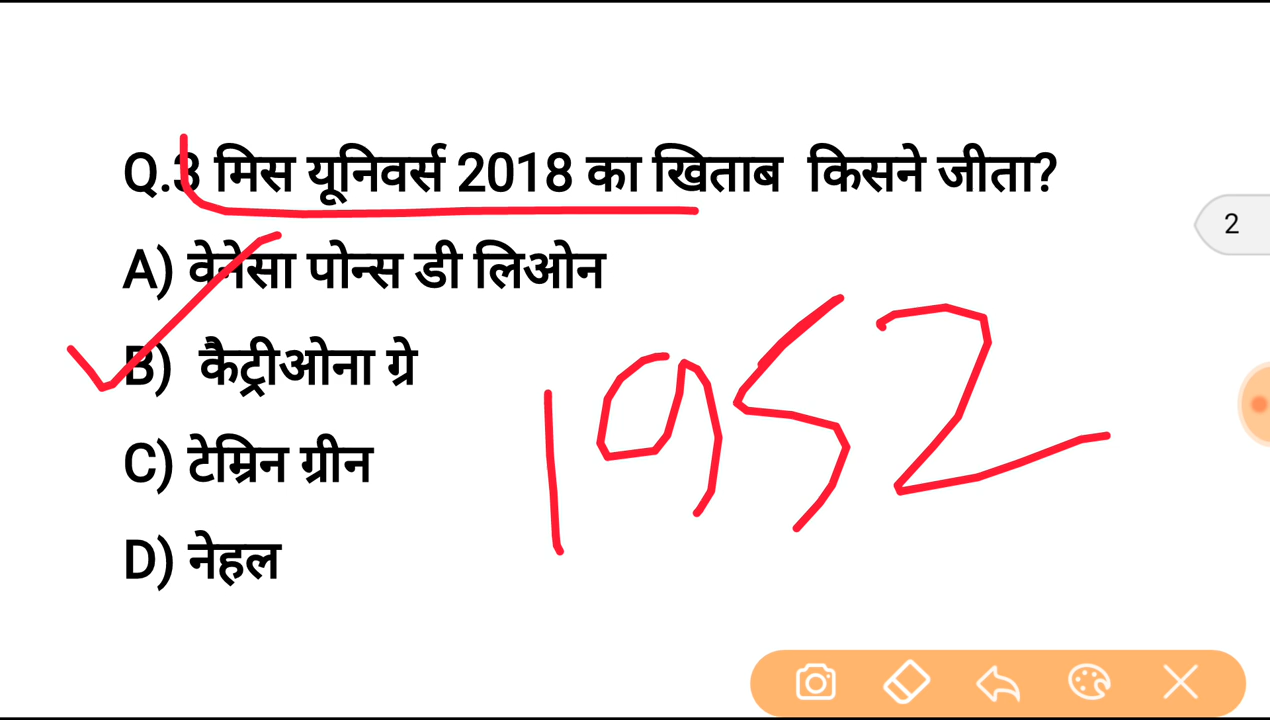 Q.3 मिस यूनिवर्स 2018 का खिताब किसने जीता?
A) वेनेसा पोन्स डी लिओन
B) कैट्रीओना ग्रे
C) टेम्रिन ग्रीन
D) नेहल
1952
2